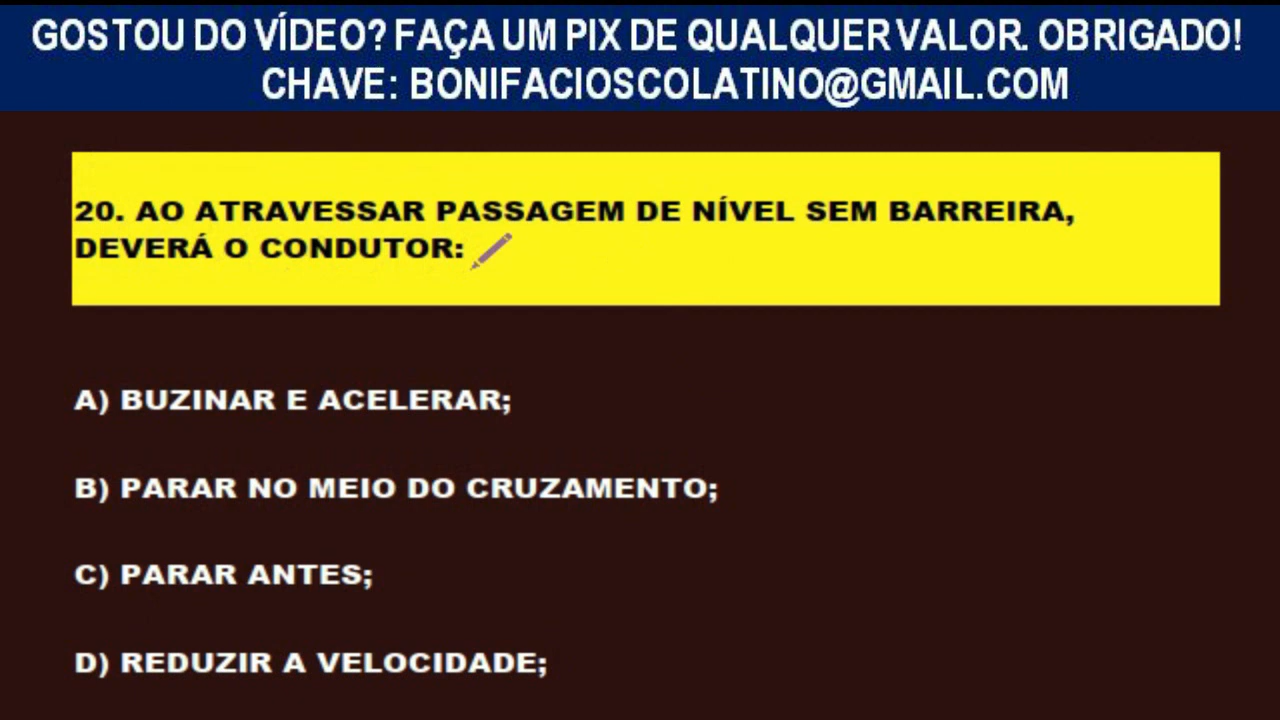 GOSTOU DO VÍDEO? FAÇA UM PIX DE QUALQUER VALOR. OBRIGADO!
CHAVE: BONIFACIOSCOLATINO@GMAIL.COM
20. AO ATRAVESSAR PASSAGEM DE NÍVEL SEM BARREIRA,
DEVERÁ O CONDUTOR:
A) BUZINAR E ACELERAR;
B) PARAR NO MEIO DO CRUZAMENTO;
C) PARAR ANTES;
D) REDUZIR A VELOCIDADE;